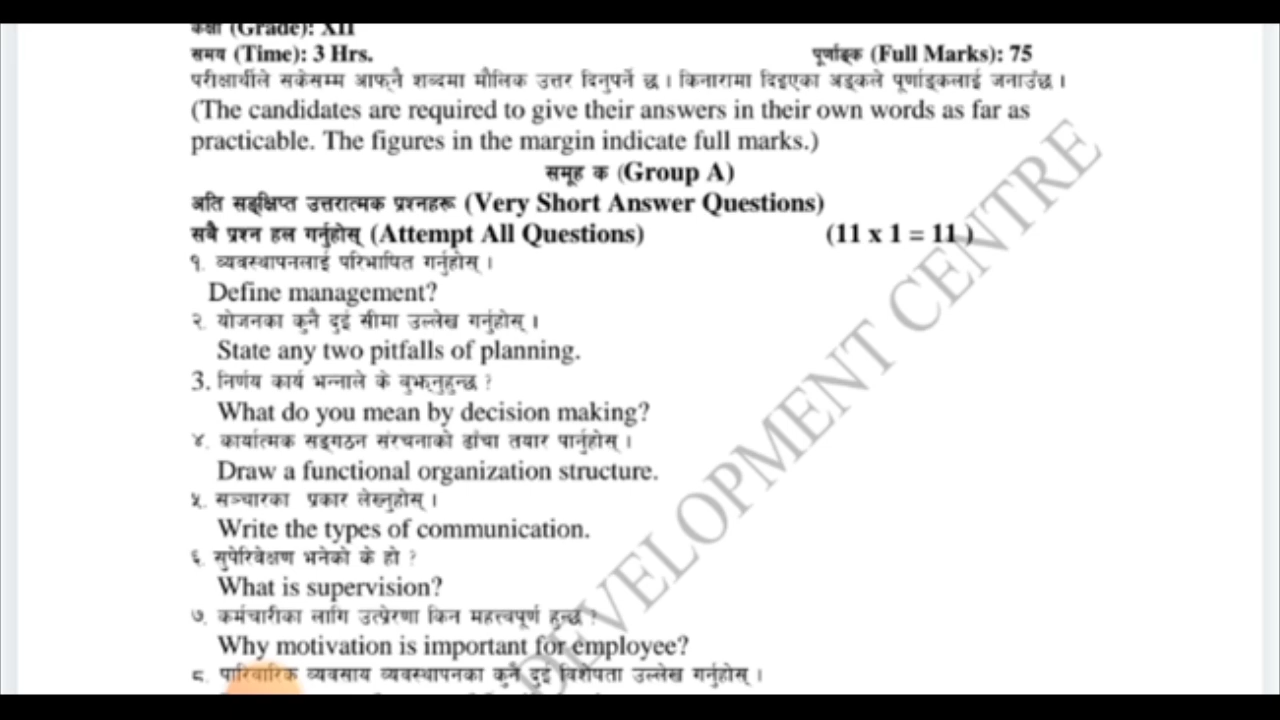 कक्षा (Grade): XII
समय (Time): 3 Hrs. पूर्णाङ्क (Full Marks): 75
परीक्षार्थीले सकेसम्म आफ्नै शब्दमा मौलिक उत्तर दिनुपर्ने छ । किनारामा दिइएका अङ्कले पूर्णाङ्कलाई जनाउँछ ।
(The candidates are required to give their answers in their own words as far as
practicable. The figures in the margin indicate full marks.)
समूह क (Group A)
अति सङ्क्षिप्त उत्तरात्मक प्रश्नहरू (Very Short Answer Questions)
सबै प्रश्न हल गर्नुहोस् (Attempt All Questions) (11 x 1 = 11 )
१. व्यवस्थापनलाई परिभाषित गर्नुहोस् ।
Define management?
२. योजनका कुनै दुई सीमा उल्लेख गर्नुहोस् ।
State any two pitfalls of planning.
3. निर्णय कार्य भन्नाले के बुझ्नुहुन्छ ?
What do you mean by decision making?
४. कार्यात्मक सङ्गठन संरचनाको ढाँचा तयार पार्नुहोस् ।
Draw a functional organization structure.
५. सञ्चारका प्रकार लेख्नुहोस् ।
Write the types of communication.
६. सुपेरिवेक्षण भनेको के हो ?
What is supervision?
७. कर्मचारीका लागि उत्प्रेरणा किन महत्त्वपूर्ण हुन्छ ?
Why motivation is important for employee?
८. पारिवारिक व्यवसाय व्यवस्थापनका कुनै दुई विशेषता उल्लेख गर्नुहोस् ।
DEVELOPMENT CENTRE